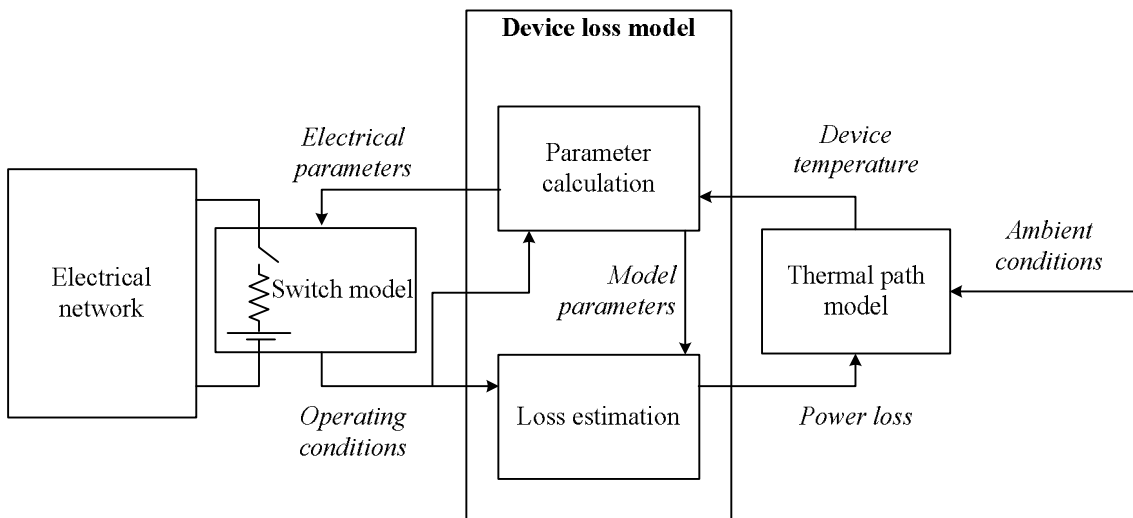 Device loss model
Electrical
parameters
Parameter
calculation
Device
temperature
Electrical
network
Switch model
Model
parameters
Thermal path
model
Ambient
conditions
Operating
conditions
Loss estimation
Power loss